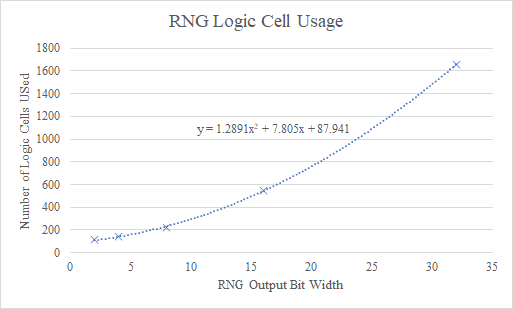 RNG Logic Cell Usage
Number of Logic Cells USed
1800
1600
1400
1200
1000
800
600
400
200
0
y = 1.2891x² + 7.805x + 87.941
0 5 10 15 20 25 30 35
RNG Output Bit Width